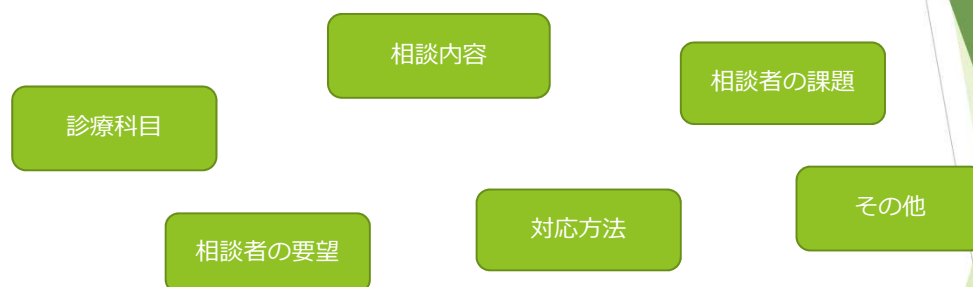 相談内容
相談者の課題
診療科目
その他
対応方法
相談者の要望